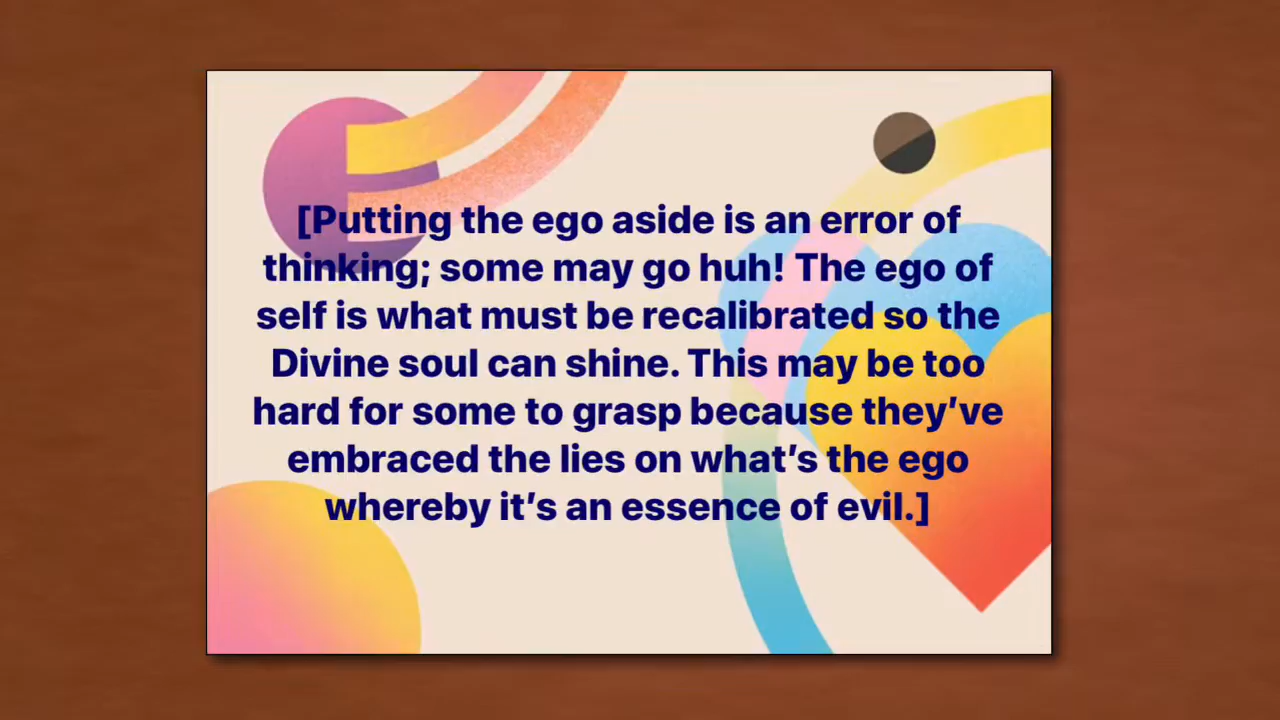 [Putting the ego aside is an error of
thinking; some may go huh! The ego of
self is what must be recalibrated so the
Divine soul can shine. This may be too
hard for some to grasp because they’ve
embraced the lies on what’s the ego
whereby it’s an essence of evil.]